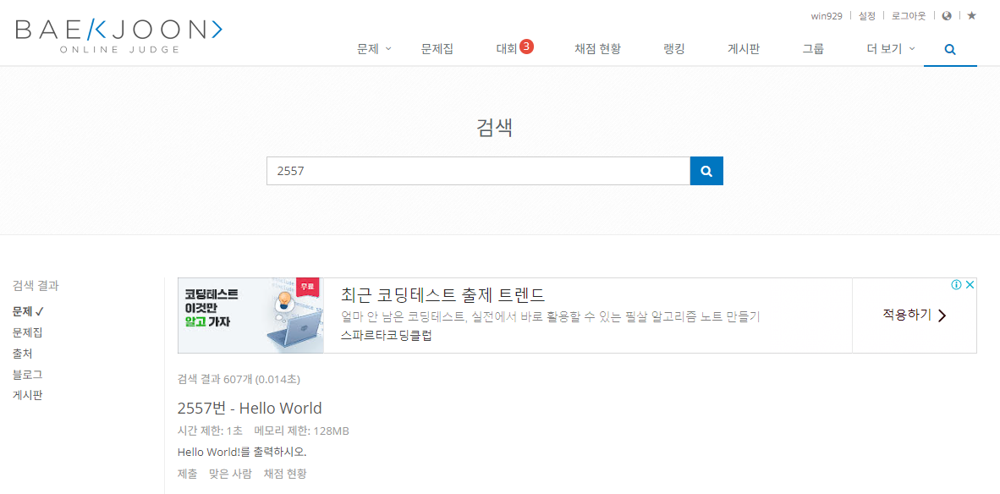 win929 설정 로그아웃
BAEKJOON
ONLINE JUDGE
문제 문제집 대회 3 채점 현황 랭킹 게시판 그룹 더 보기
검색
2557
검색 결과
문제 ✓
문제집
출처
블로그
게시판
코딩테스트
이것만
알고 가자
무료
최근 코딩테스트 출제 트렌드
얼마 안 남은 코딩테스트, 실전에서 바로 활용할 수 있는 필살 알고리즘 노트 만들기
스파르타코딩클럽
적용하기
검색 결과 607개 (0.014초)
2557번 - Hello World
시간 제한: 1초 메모리 제한: 128MB
Hello World!를 출력하시오.
제출 맞은 사람 채점 현황